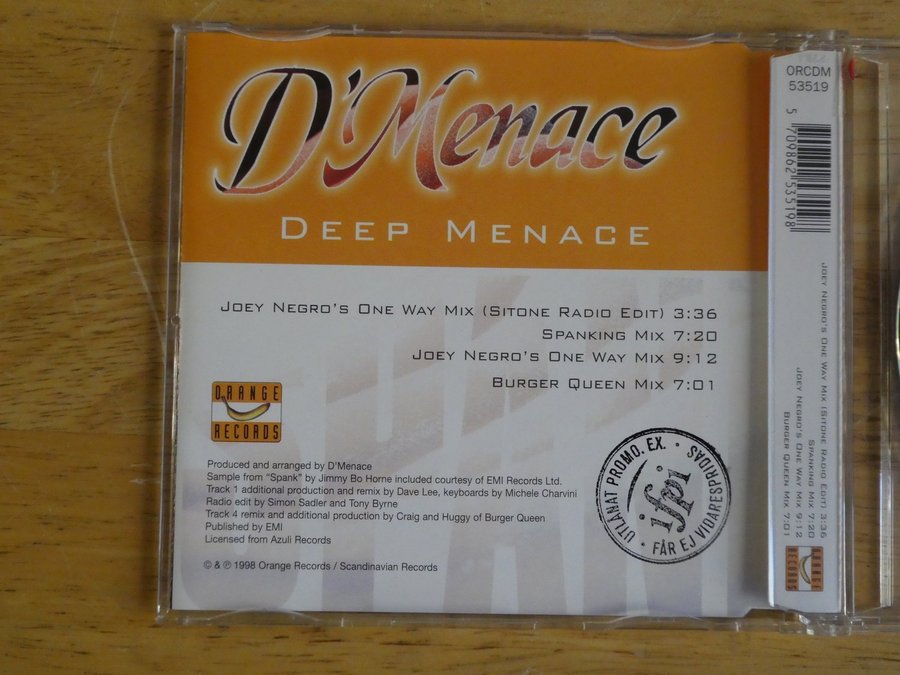 D'Menace
DEEP MENACE
JOEY NEGRO'S ONE WAY MIX (SITONE RADIO EDIT) 3:36
SPANKING MIX 7:20
JOEY NEGRO'S ONE WAY MIX 9:12
BURGER QUEEN MIX 7:01
ORANGE
RECORDS
Produced and arranged by D'Menace
Sample from "Spank" by Jimmy Bo Horne included courtesy of EMI Records Ltd.
Track 1 additional production and remix by Dave Lee, keyboards by Michele Charvini
Radio edit by Simon Sadler and Tony Byrne
Track 4 remix and additional production by Craig and Huggy of Burger Queen
Published by EMI
Licensed from Azuli Records
© & ℗ 1998 Orange Records / Scandinavian Records
UTLÅNAT PROMO. EX. · FÅR EJ VIDARESPRIDAS ·
ifpi
ORCDM
53519
5 709862 535198
JOEY NEGRO'S ONE WAY MIX (SITONE RADIO EDIT) 3:36
SPANKING MIX 7:20
JOEY NEGRO'S ONE WAY MIX 9:12
BURGER QUEEN MIX 7:01
ORANGE
RECORDS